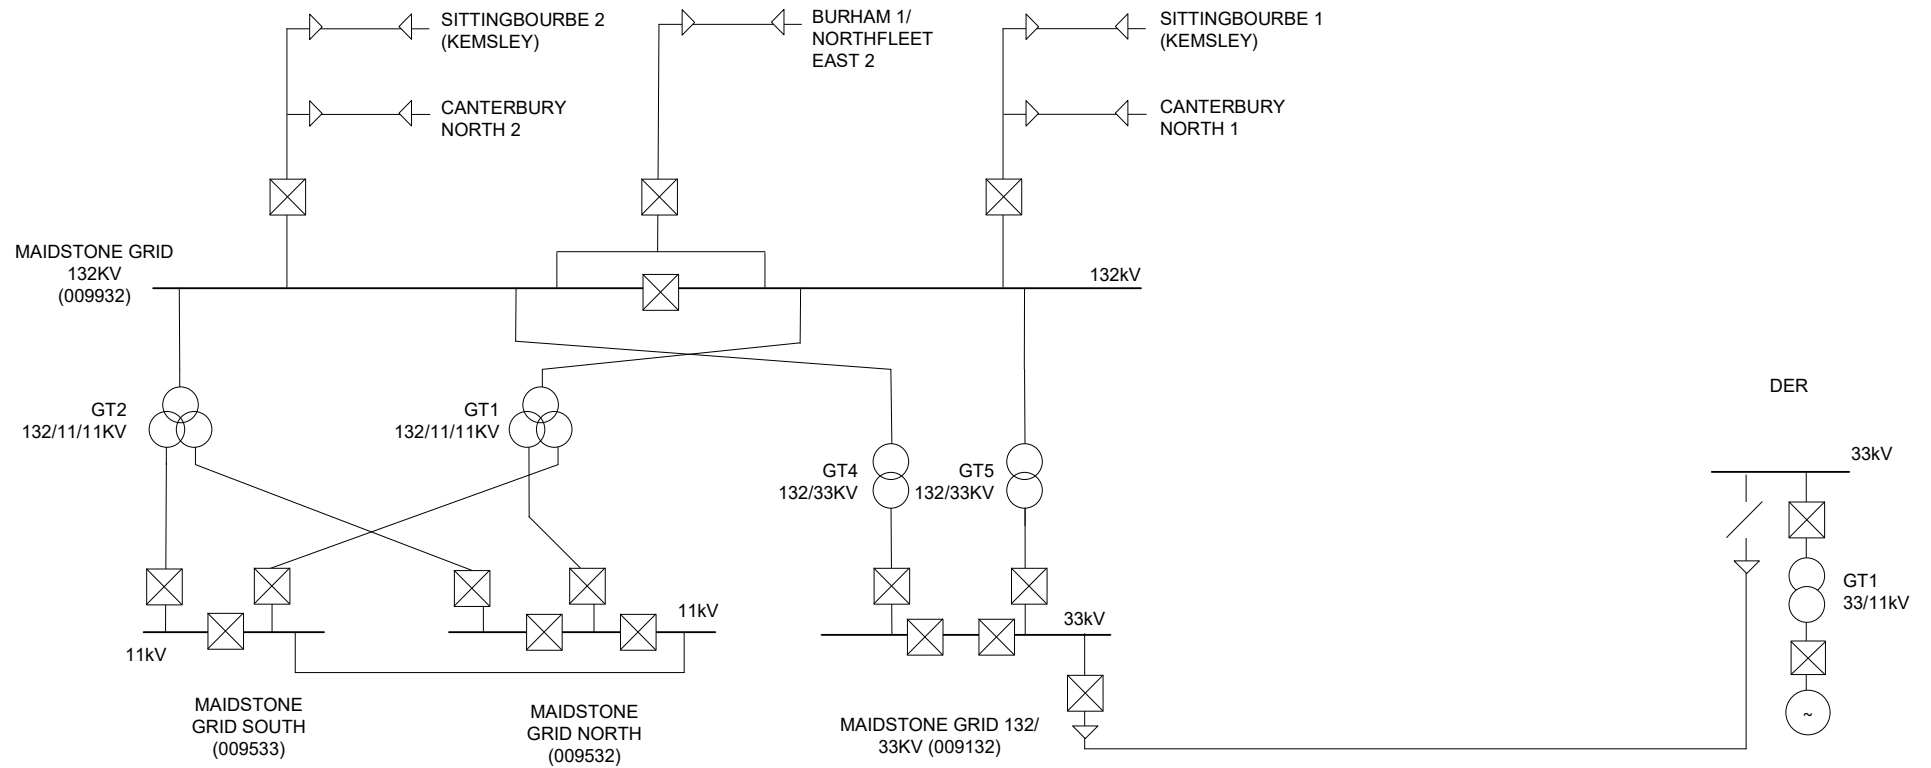 SITTINGBOURBE 2
(KEMSLEY)
BURHAM 1/
NORTHFLEET
EAST 2
SITTINGBOURBE 1
(KEMSLEY)
CANTERBURY
NORTH 2
CANTERBURY
NORTH 1
MAIDSTONE GRID
132KV
(009932)
132kV
DER
GT2
132/11/11KV
GT1
132/11/11KV
GT4
132/33KV
GT5
132/33KV
33kV
GT1
33/11kV
~
11kV
11kV
33kV
MAIDSTONE
GRID SOUTH
(009533)
MAIDSTONE
GRID NORTH
(009532)
MAIDSTONE GRID 132/
33KV (009132)